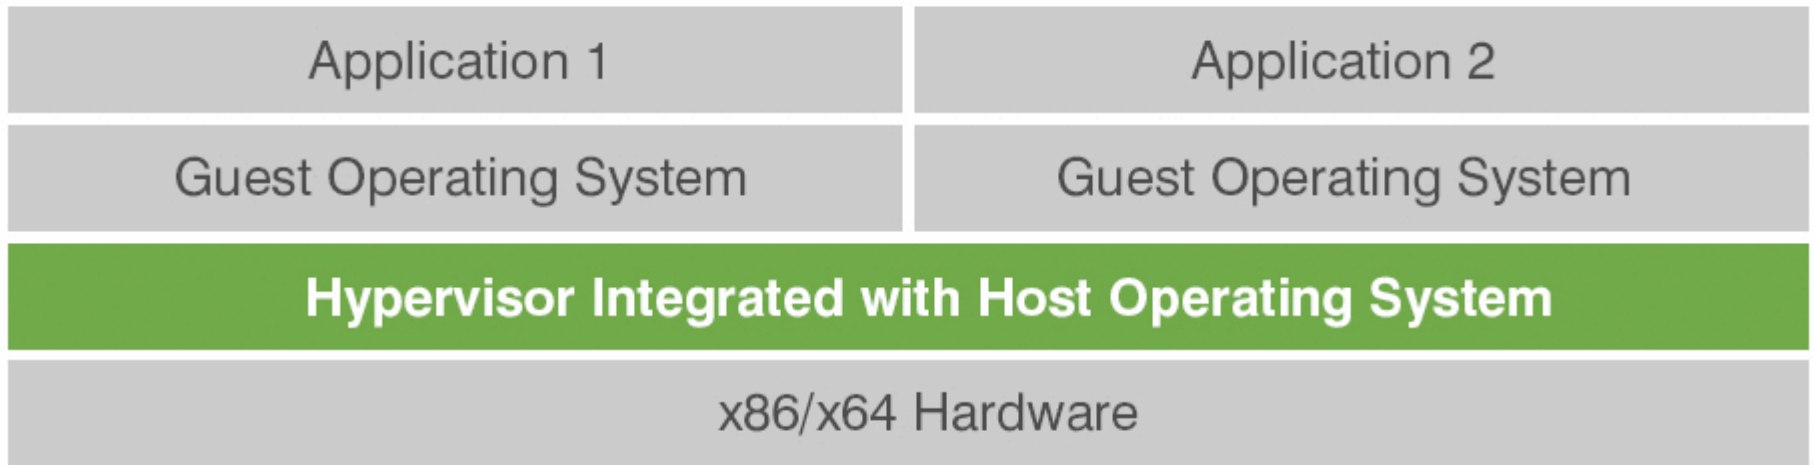 Application 1
Application 2
Guest Operating System
Guest Operating System
Hypervisor Integrated with Host Operating System
x86/x64 Hardware